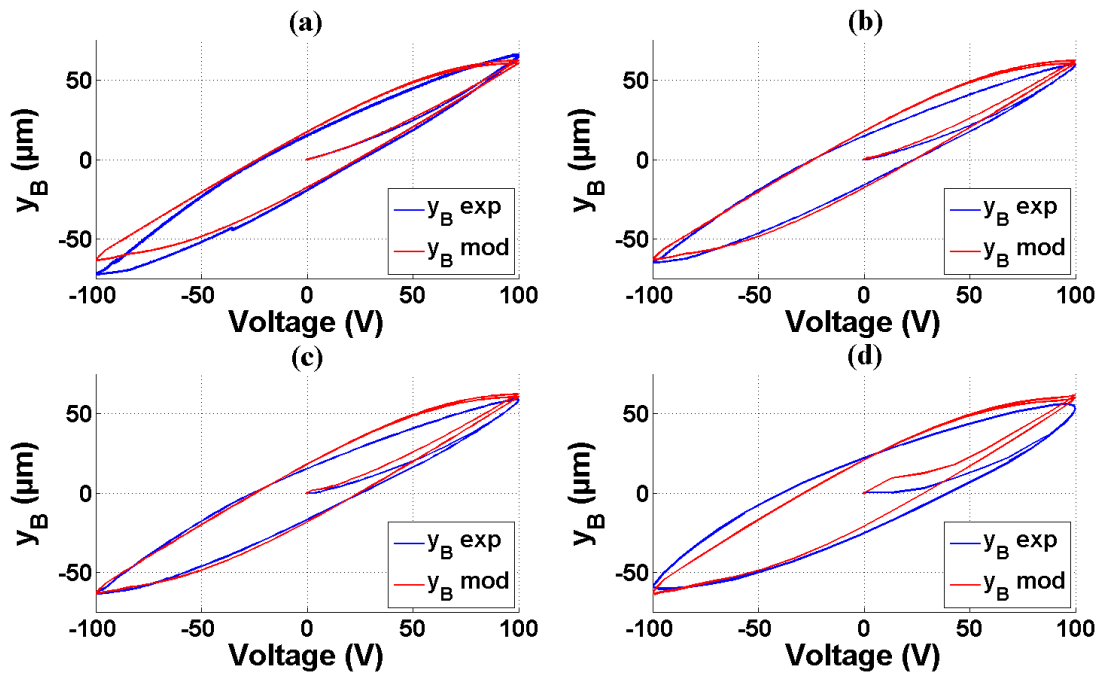 (a)
(b)
50
0
-50
y_B (μm)
y_B exp
y_B mod
-100
-50
0
50
100
Voltage (V)
50
0
-50
y_B (μm)
y_B exp
y_B mod
-100
-50
0
50
100
Voltage (V)
(c)
(d)
50
0
-50
y_B (μm)
y_B exp
y_B mod
-100
-50
0
50
100
Voltage (V)
50
0
-50
y_B (μm)
y_B exp
y_B mod
-100
-50
0
50
100
Voltage (V)